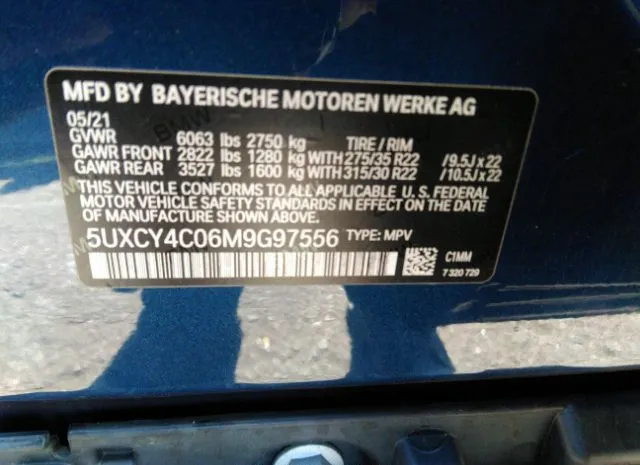 MFD BY BAYERISCHE MOTOREN WERKE AG
05/21
GVWR 6063 lbs 2750 kg TIRE / RIM
GAWR FRONT 2822 lbs 1280 kg WITH 275/35 R22 / 9.5J x 22
GAWR REAR 3527 lbs 1600 kg WITH 315/30 R22 / 10.5J x 22
THIS VEHICLE CONFORMS TO ALL APPLICABLE U. S. FEDERAL
MOTOR VEHICLE SAFETY STANDARDS IN EFFECT ON THE DATE
OF MANUFACTURE SHOWN ABOVE.
5UXCY4C06M9G97556 TYPE: MPV
C1MM
7 320 729